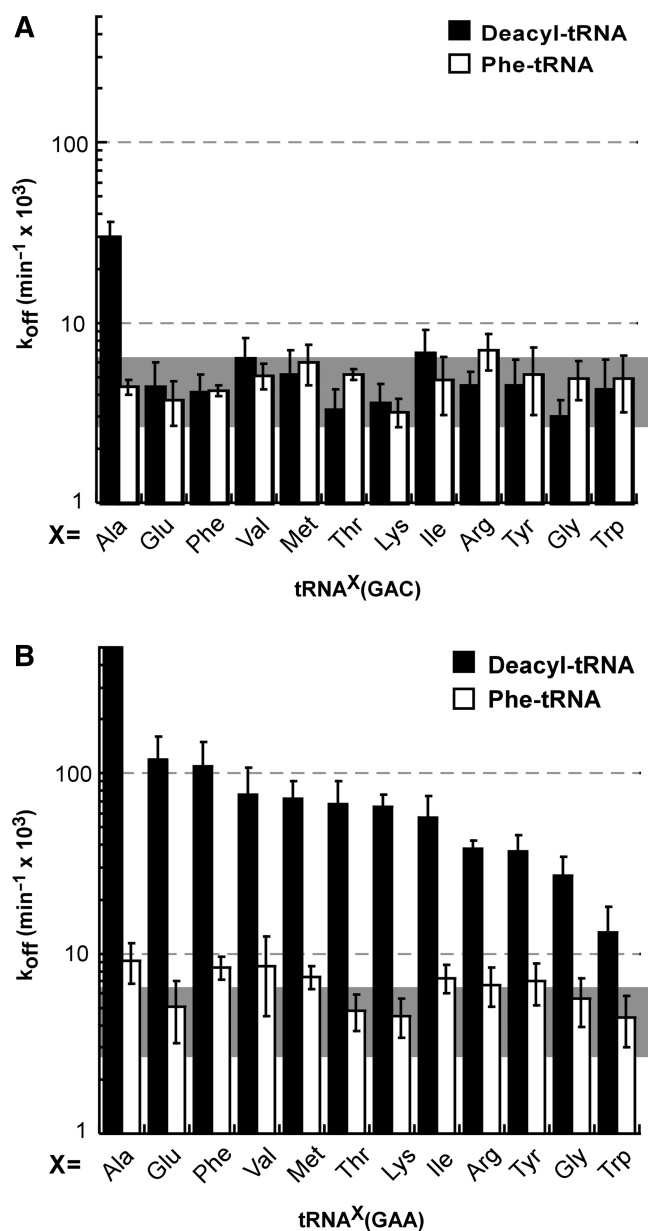 A
Deacyl-tRNA
Phe-tRNA
100
10
1
koff (min⁻¹ x 10³)
X= Ala Glu Phe Val Met Thr Lys Ile Arg Tyr Gly Trp
tRNAˣ(GAC)
B
Deacyl-tRNA
Phe-tRNA
100
10
1
koff (min⁻¹ x 10³)
X= Ala Glu Phe Val Met Thr Lys Ile Arg Tyr Gly Trp
tRNAˣ(GAA)